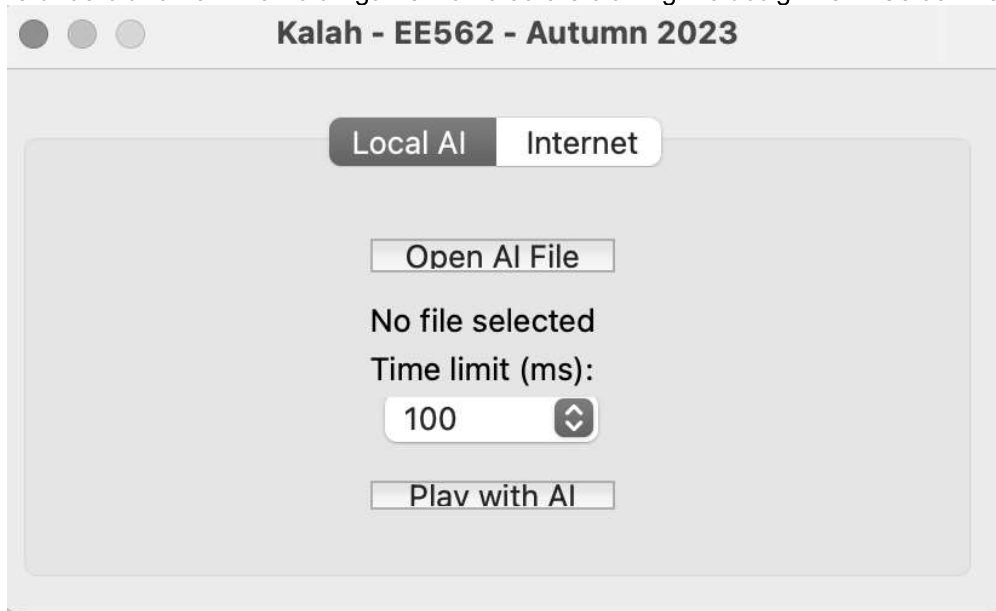 Kalah - EE562 - Autumn 2023
Local AI Internet
Open AI File
No file selected
Time limit (ms):
100
Play with AI